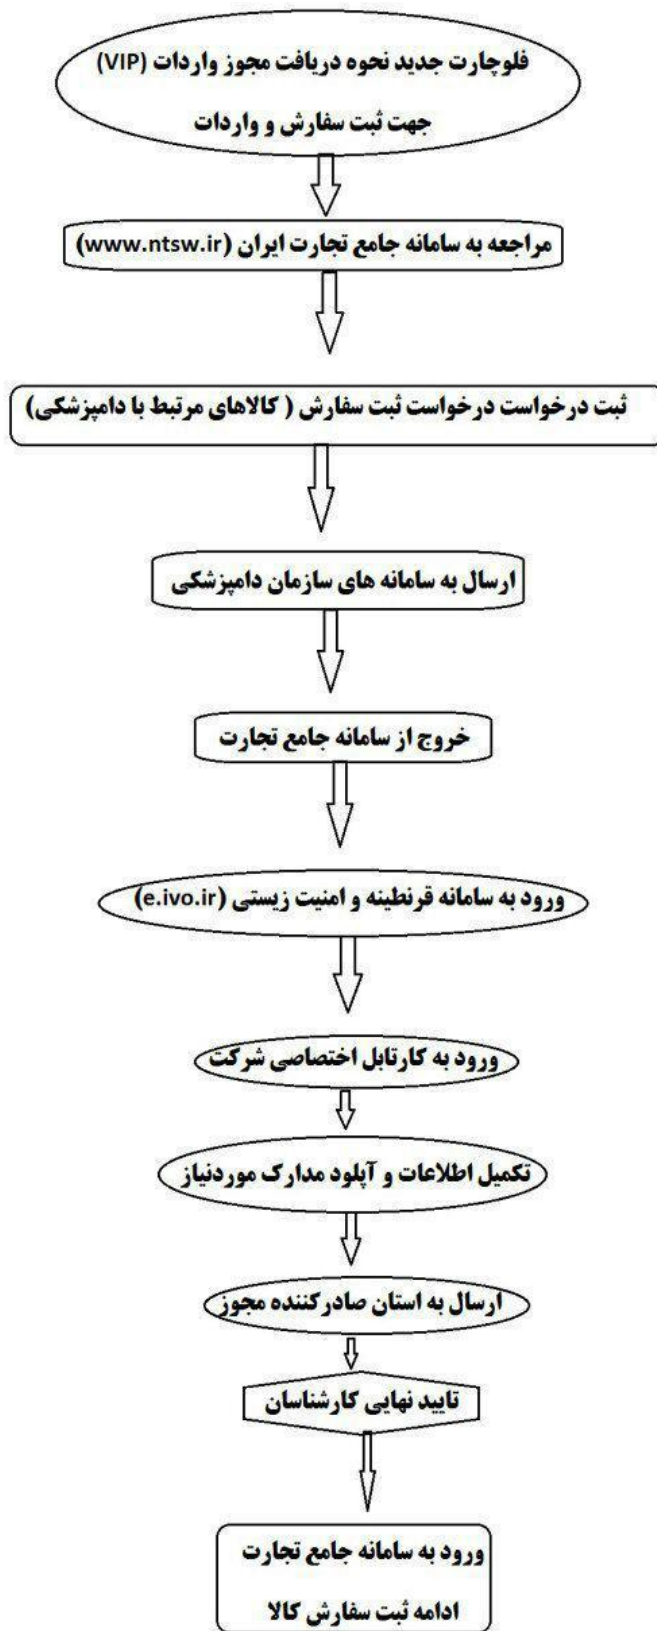 فلوچارت جدید نحوه دریافت مجوز واردات (VIP)
جهت ثبت سفارش و واردات
مراجعه به سامانه جامع تجارت ایران (www.ntsw.ir)
ثبت درخواست درخواست ثبت سفارش ( کالاهای مرتبط با دامپزشکی)
ارسال به سامانه های سازمان دامپزشکی
خروج از سامانه جامع تجارت
ورود به سامانه قرنطینه و امنیت زیستی (e.ivo.ir)
ورود به کارتابل اختصاصی شرکت
تکمیل اطلاعات و آپلود مدارک موردنیاز
ارسال به استان صادرکننده مجوز
تایید نهایی کارشناسان
ورود به سامانه جامع تجارت
ادامه ثبت سفارش کالا